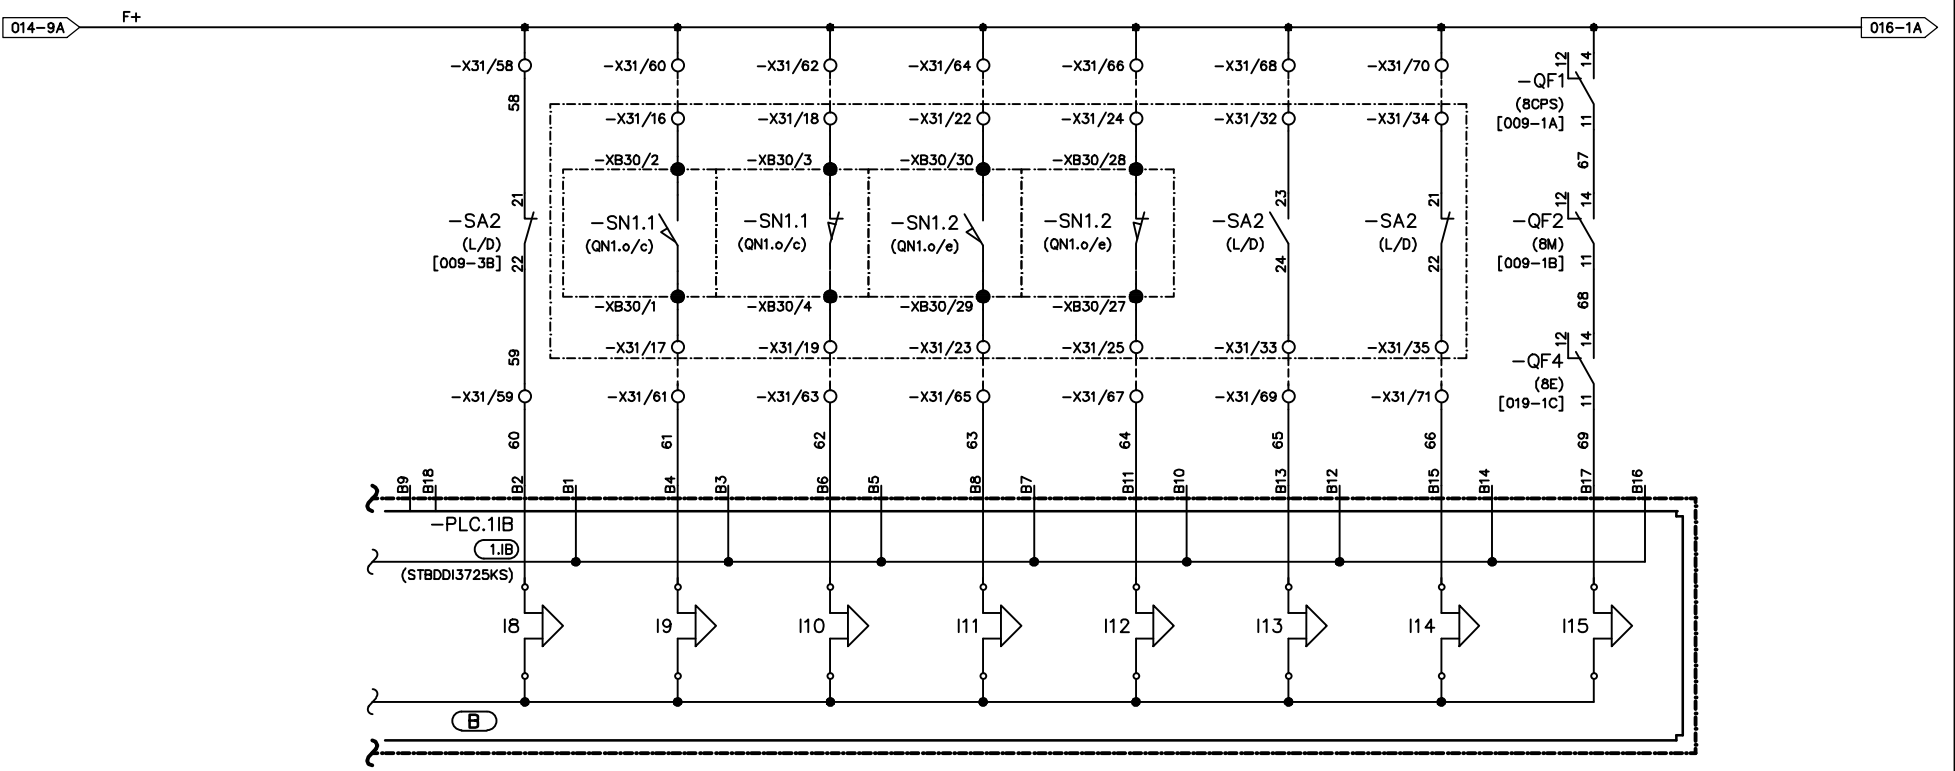 F+
014-9A
016-1A
-X31/58
-X31/60
-X31/62
-X31/64
-X31/66
-X31/68
-X31/70
12
14
-QF1
(8CPS)
[009-1A]
11
58
-X31/16
-X31/18
-X31/22
-X31/24
-X31/32
-X31/34
-XB30/2
-XB30/3
-XB30/30
-XB30/28
67
21
23
21
12
14
-SA2
(L/D)
[009-3B]
22
-SN1.1
(QN1.o/c)
-SN1.1
(QN1.o/c)
-SN1.2
(QN1.o/e)
-SN1.2
(QN1.o/e)
-SA2
(L/D)
24
-SA2
(L/D)
22
-QF2
(8M)
[009-1B]
11
-XB30/1
-XB30/4
-XB30/29
-XB30/27
68
59
-X31/17
-X31/19
-X31/23
-X31/25
-X31/33
-X31/35
12
14
-QF4
(8E)
[019-1C]
11
-X31/59
-X31/61
-X31/63
-X31/65
-X31/67
-X31/69
-X31/71
60
61
62
63
64
65
66
69
B9
B18
B2
B1
B4
B3
B6
B5
B8
B7
B11
B10
B13
B12
B15
B14
B17
B16
-PLC.1IB
1.IB
(STBDDI3725KS)
I8
I9
I10
I11
I12
I13
I14
I15
B